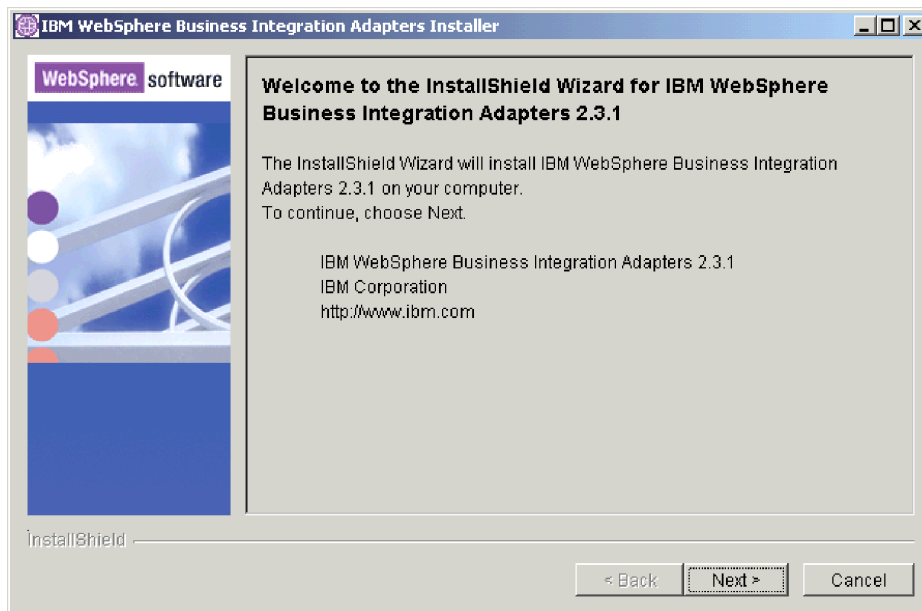 IBM WebSphere Business Integration Adapters Installer
WebSphere software
Welcome to the InstallShield Wizard for IBM WebSphere
Business Integration Adapters 2.3.1
The InstallShield Wizard will install IBM WebSphere Business Integration
Adapters 2.3.1 on your computer.
To continue, choose Next.
IBM WebSphere Business Integration Adapters 2.3.1
IBM Corporation
http://www.ibm.com
InstallShield
< Back
Next >
Cancel